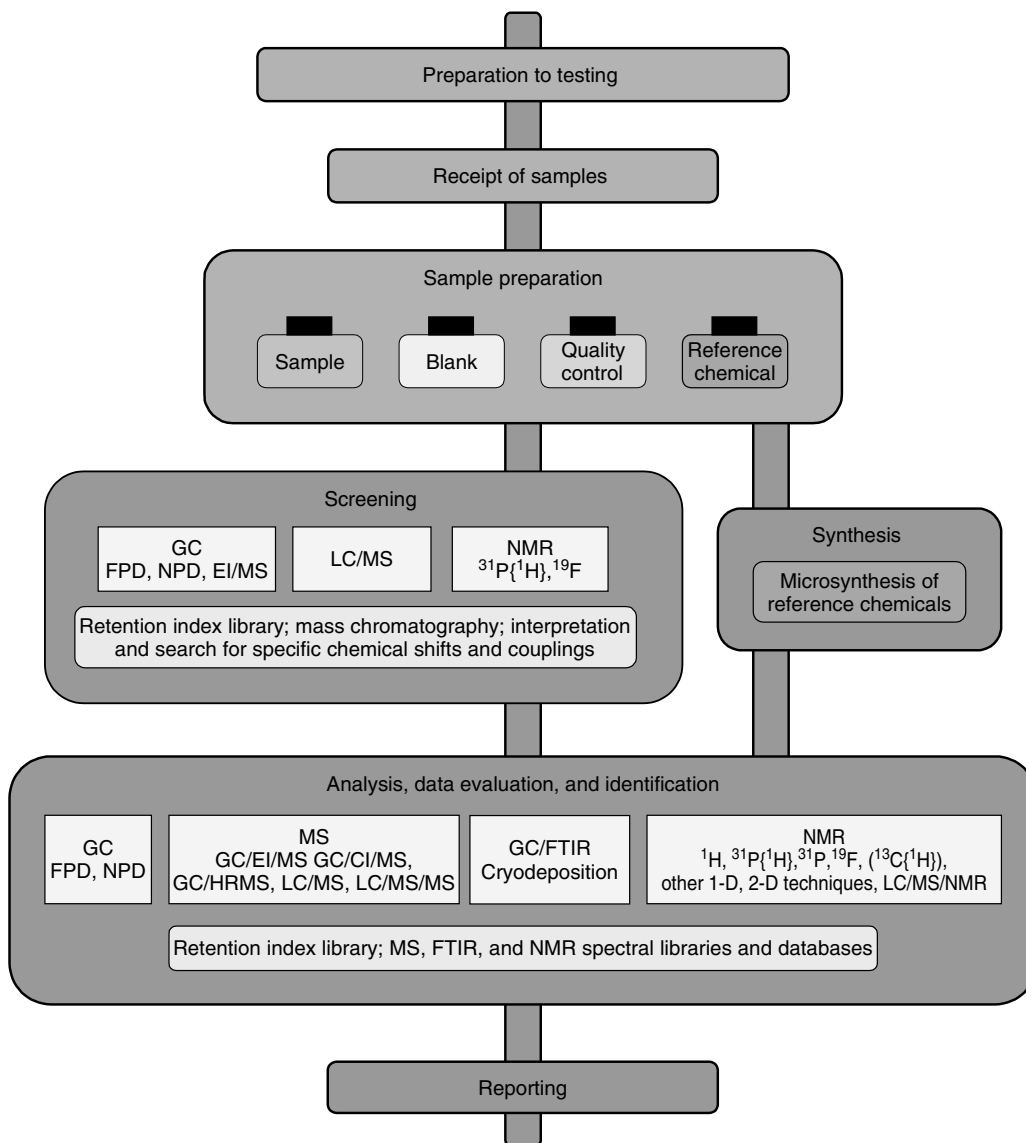 Preparation to testing
Receipt of samples
Sample preparation
Sample
Blank
Quality
control
Reference
chemical
Screening
GC
FPD, NPD, EI/MS
LC/MS
NMR
³¹P{¹H},¹⁹F
Retention index library; mass chromatography; interpretation
and search for specific chemical shifts and couplings
Synthesis
Microsynthesis of
reference chemicals
Analysis, data evaluation, and identification
GC
FPD, NPD
MS
GC/EI/MS GC/CI/MS,
GC/HRMS, LC/MS, LC/MS/MS
GC/FTIR
Cryodeposition
NMR
¹H, ³¹P{¹H},³¹P,¹⁹F, (¹³C{¹H}),
other 1-D, 2-D techniques, LC/MS/NMR
Retention index library; MS, FTIR, and NMR spectral libraries and databases
Reporting